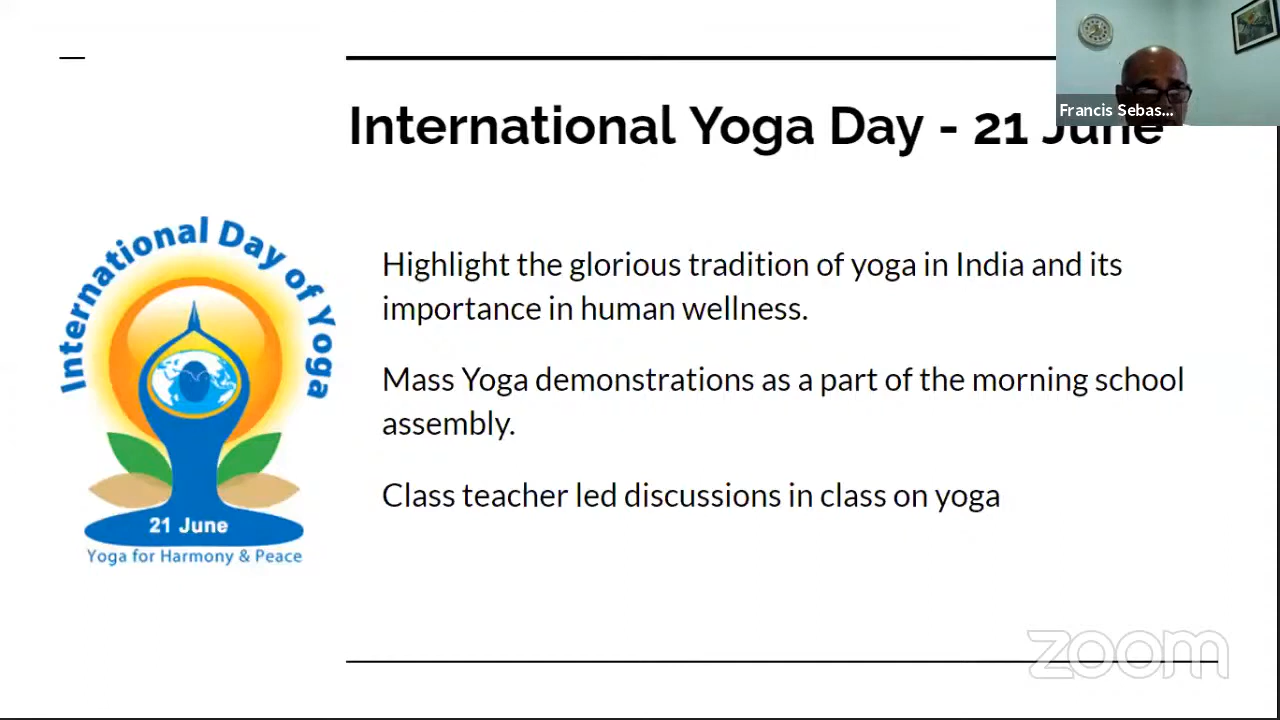 International Yoga Day - 21 June
Francis Sebas...
International Day of Yoga
21 June
Yoga for Harmony & Peace
Highlight the glorious tradition of yoga in India and its
importance in human wellness.
Mass Yoga demonstrations as a part of the morning school
assembly.
Class teacher led discussions in class on yoga
zoom